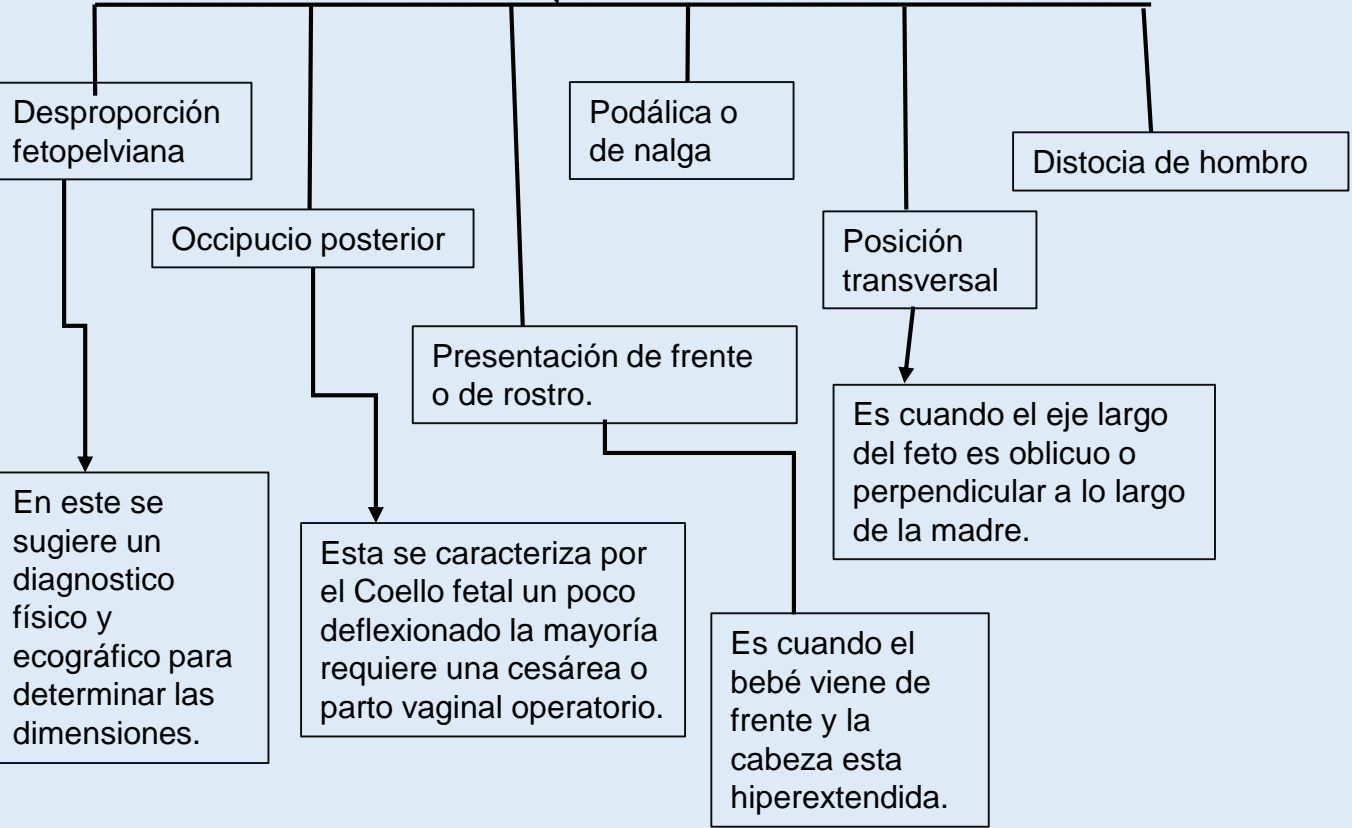 Desproporción
fetopelviana
Podálica o
de nalga
Distocia de hombro
Occipucio posterior
Posición
transversal
Presentación de frente
o de rostro.
Es cuando el eje largo
del feto es oblicuo o
perpendicular a lo largo
de la madre.
En este se
sugiere un
diagnostico
físico y
ecográfico para
determinar las
dimensiones.
Esta se caracteriza por
el Coello fetal un poco
deflexionado la mayoría
requiere una cesárea o
parto vaginal operatorio.
Es cuando el
bebé viene de
frente y la
cabeza esta
hiperextendida.